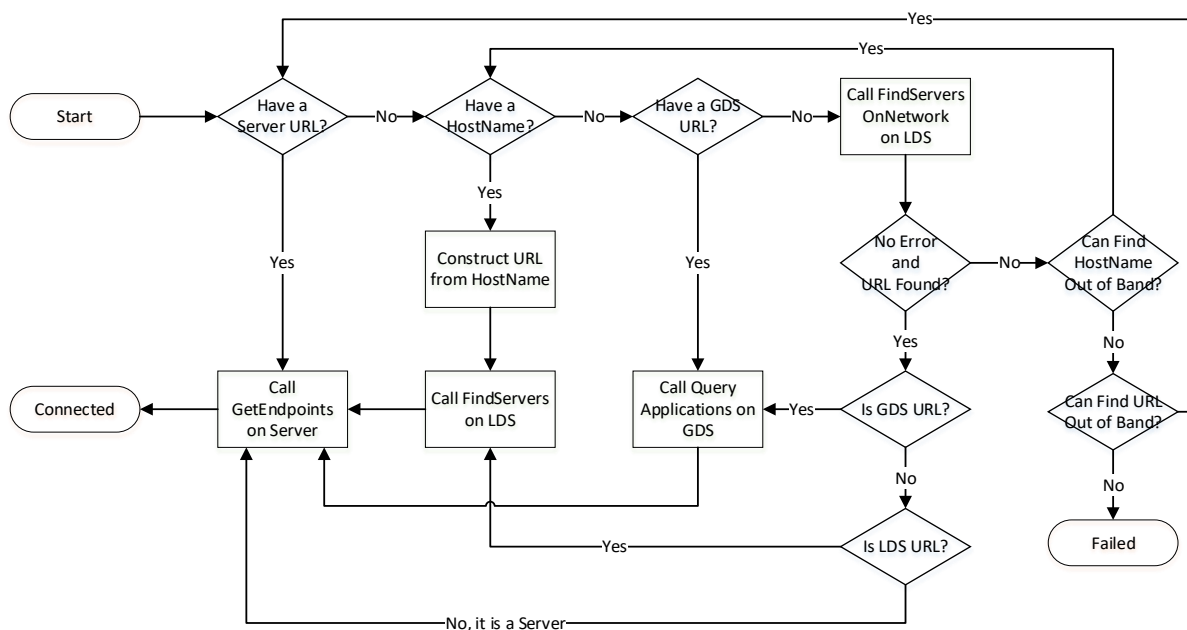 Yes
Yes
Start
Have a
Server URL?
No
Have a
HostName?
No
Have a GDS
URL?
No
Call FindServers
OnNetwork
on LDS
Yes
Yes
Construct URL
from HostName
Yes
No Error
and
URL Found?
No
Can Find
HostName
Out of Band?
Yes
No
Connected
Call
GetEndpoints
on Server
Call FindServers
on LDS
Call Query
Applications on
GDS
Yes
Is GDS URL?
Can Find URL
Out of Band?
No
No
Yes
Is LDS URL?
Failed
No, it is a Server